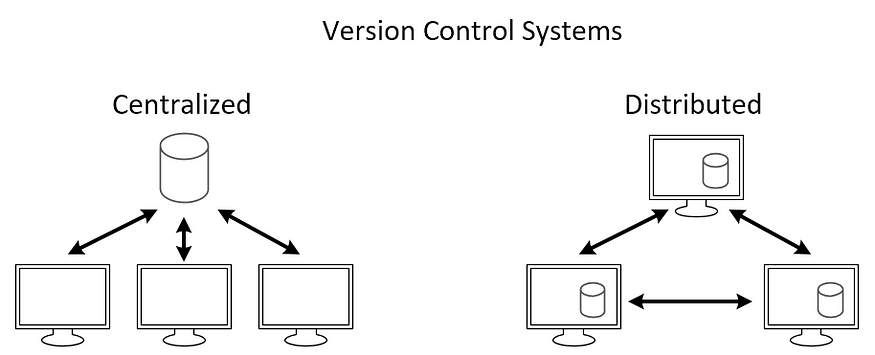 Version Control Systems
Centralized
Distributed